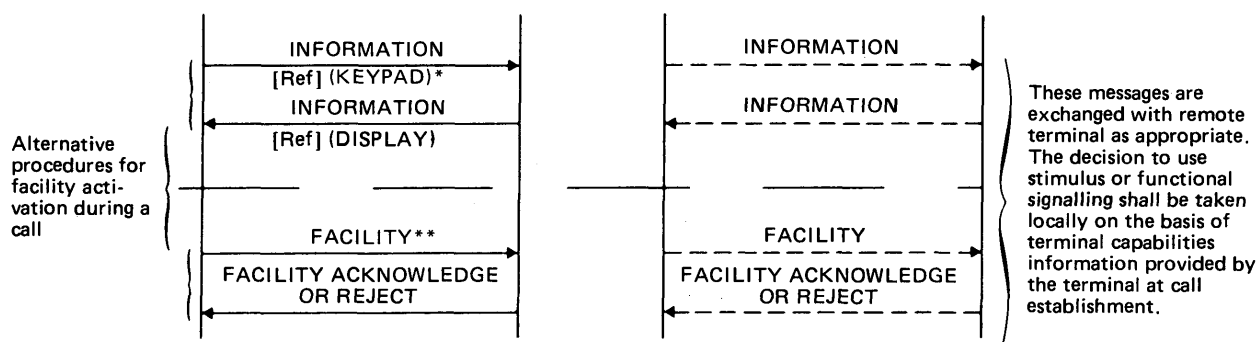 INFORMATION
[Ref] (KEYPAD)*
INFORMATION
[Ref] (DISPLAY)
Alternative
procedures for
facility acti-
vation during a
call
FACILITY**
FACILITY ACKNOWLEDGE
OR REJECT
INFORMATION
INFORMATION
FACILITY
FACILITY ACKNOWLEDGE
OR REJECT
These messages are
exchanged with remote
terminal as appropriate.
The decision to use
stimulus or functional
signalling shall be taken
locally on the basis of
terminal capabilities
information provided by
the terminal at call
establishment.